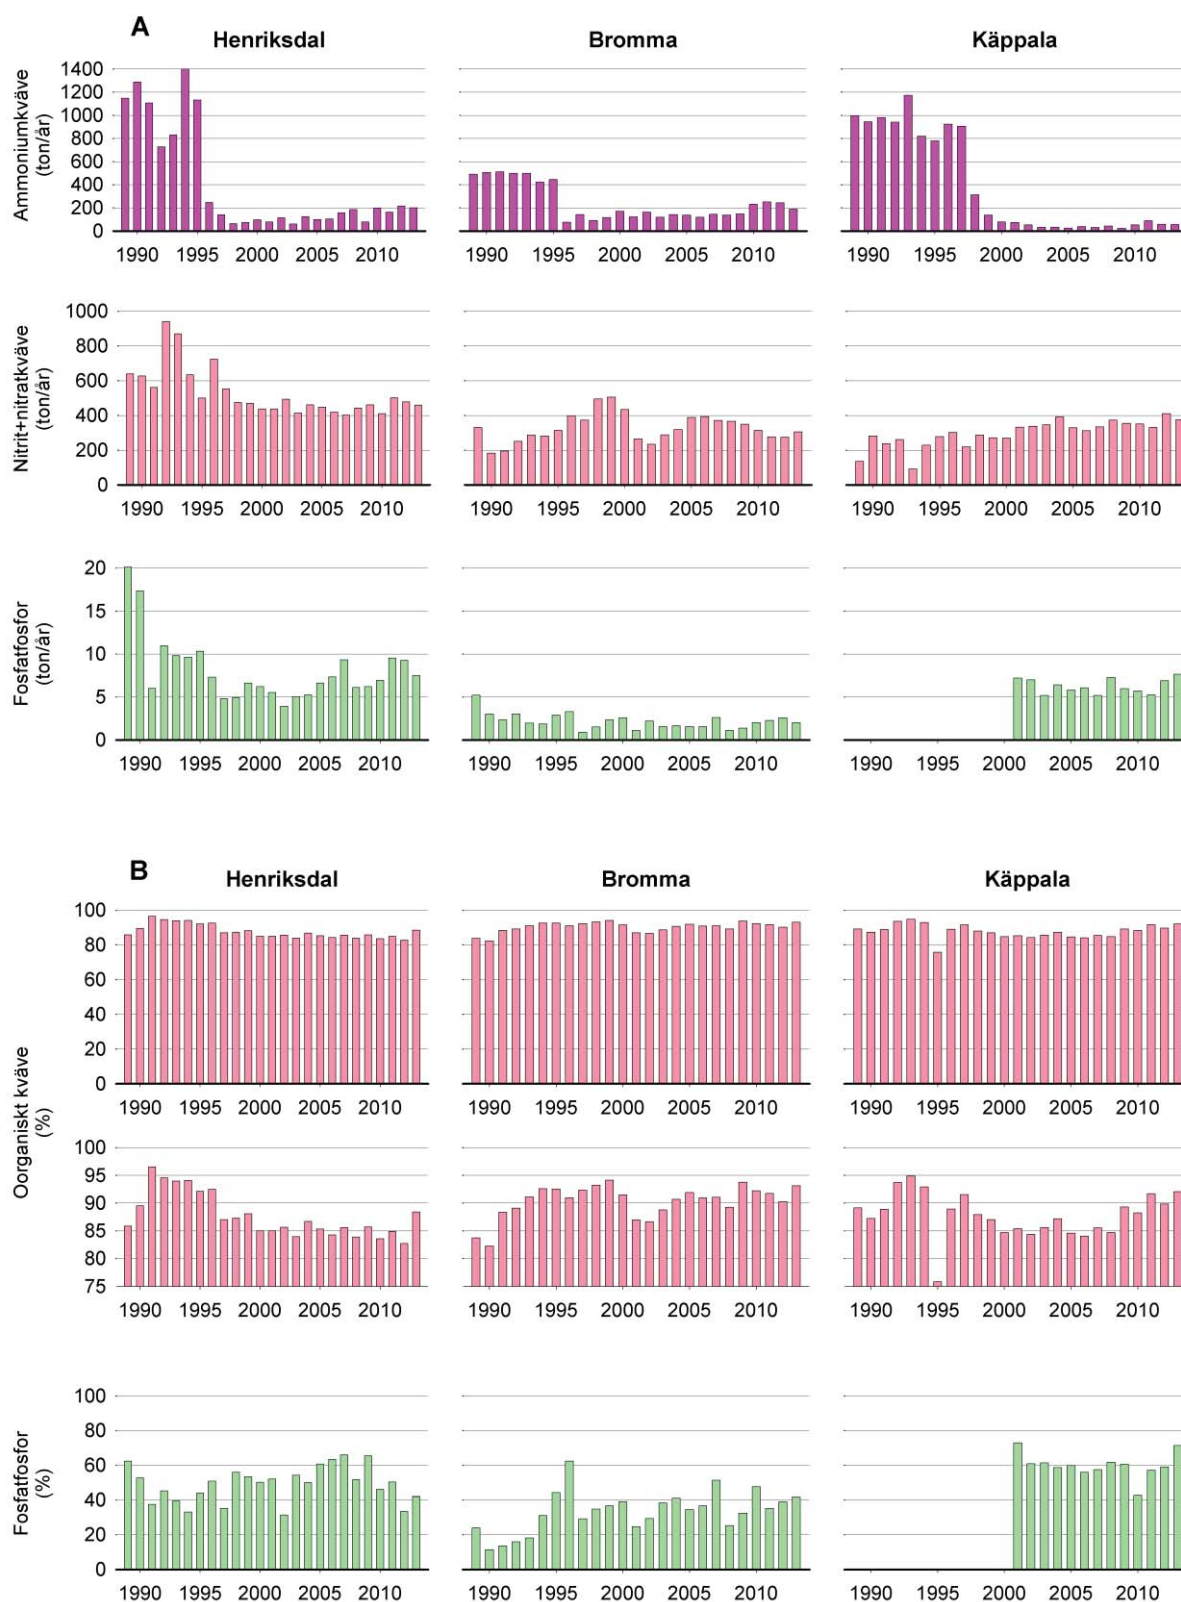 A
Henriksdal Bromma Käppala
Ammoniumkväve
(ton/år)
1400
1200
1000
800
600
400
200
0
1990 1995 2000 2005 2010 1990 1995 2000 2005 2010 1990 1995 2000 2005 2010
Nitrit+nitratkväve
(ton/år)
1000
800
600
400
200
0
1990 1995 2000 2005 2010 1990 1995 2000 2005 2010 1990 1995 2000 2005 2010
Fosfatfosfor
(ton/år)
20
15
10
5
0
1990 1995 2000 2005 2010 1990 1995 2000 2005 2010 1990 1995 2000 2005 2010
B
Henriksdal Bromma Käppala
Oorganiskt kväve
(%)
100
80
60
40
20
0
1990 1995 2000 2005 2010 1990 1995 2000 2005 2010 1990 1995 2000 2005 2010
100
95
90
85
80
75
1990 1995 2000 2005 2010 1990 1995 2000 2005 2010 1990 1995 2000 2005 2010
Fosfatfosfor
(%)
100
80
60
40
20
0
1990 1995 2000 2005 2010 1990 1995 2000 2005 2010 1990 1995 2000 2005 2010